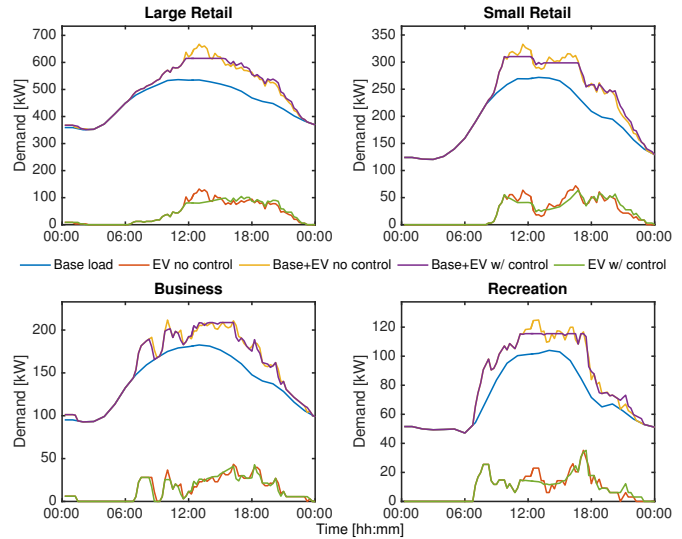 Large Retail
Demand [kW]
700
600
500
400
300
200
100
0
00:00 06:00 12:00 18:00 00:00
Small Retail
Demand [kW]
300
200
100
0
00:00 06:00 12:00 18:00 00:00
Base load EV no control Base+EV no control Base+EV w/ control EV w/ control
Business
Demand [kW]
200
150
100
50
0
00:00 06:00 12:00 18:00 00:00
Recreation
Demand [kW]
120
100
80
60
40
20
0
00:00 06:00 12:00 18:00 00:00
Time [hh:mm]